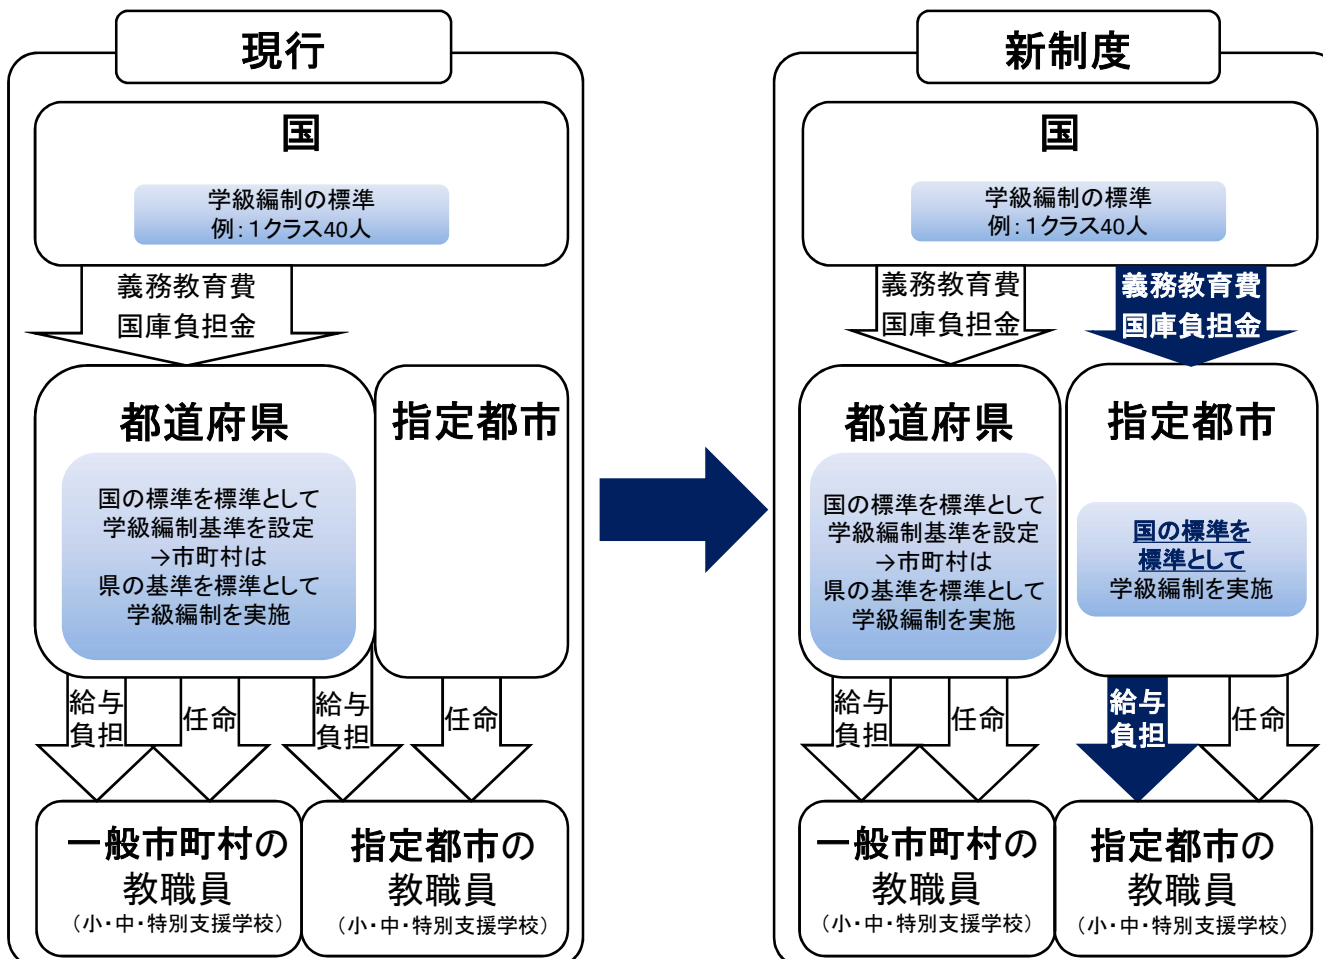 現行
国
学級編制の標準
例：１クラス40人
義務教育費
国庫負担金
都道府県
国の標準を標準として
学級編制基準を設定
→市町村は
県の基準を標準として
学級編制を実施
指定都市
給与
負担
任命
給与
負担
任命
一般市町村の
教職員
（小・中・特別支援学校）
指定都市の
教職員
（小・中・特別支援学校）
新制度
国
学級編制の標準
例：１クラス40人
義務教育費
国庫負担金
義務教育費
国庫負担金
都道府県
国の標準を標準として
学級編制基準を設定
→市町村は
県の基準を標準として
学級編制を実施
指定都市
国の標準を
標準として
学級編制を実施
給与
負担
任命
給与
負担
任命
一般市町村の
教職員
（小・中・特別支援学校）
指定都市の
教職員
（小・中・特別支援学校）